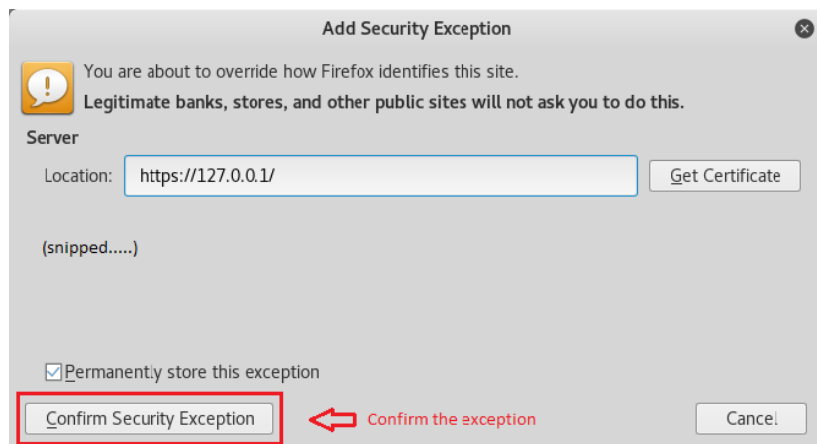 Add Security Exception
You are about to override how Firefox identifies this site.
Legitimate banks, stores, and other public sites will not ask you to do this.
Server
Location: https://127.0.0.1/ Get Certificate
(snipped.....)
Permanently store this exception
Confirm Security Exception Confirm the exception Cancel